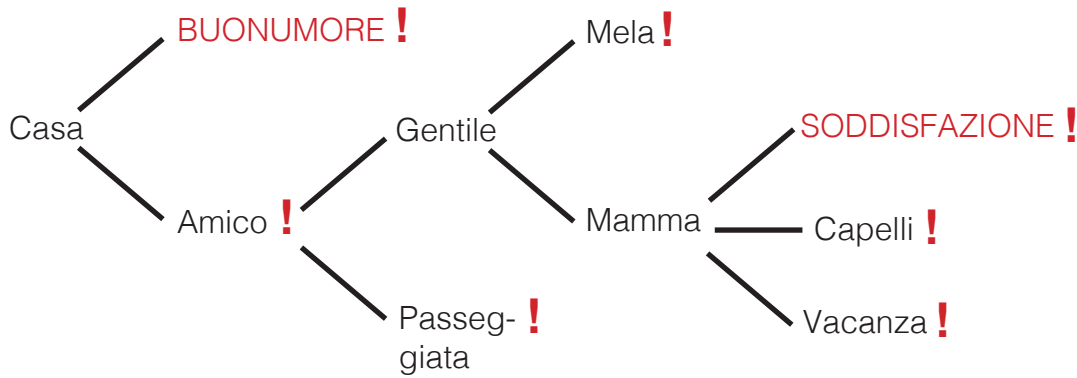 BUONUMORE !
Mela !
Casa
Gentile
SODDISFAZIONE !
Amico !
Mamma
Capelli !
Passeg- !
giata
Vacanza !